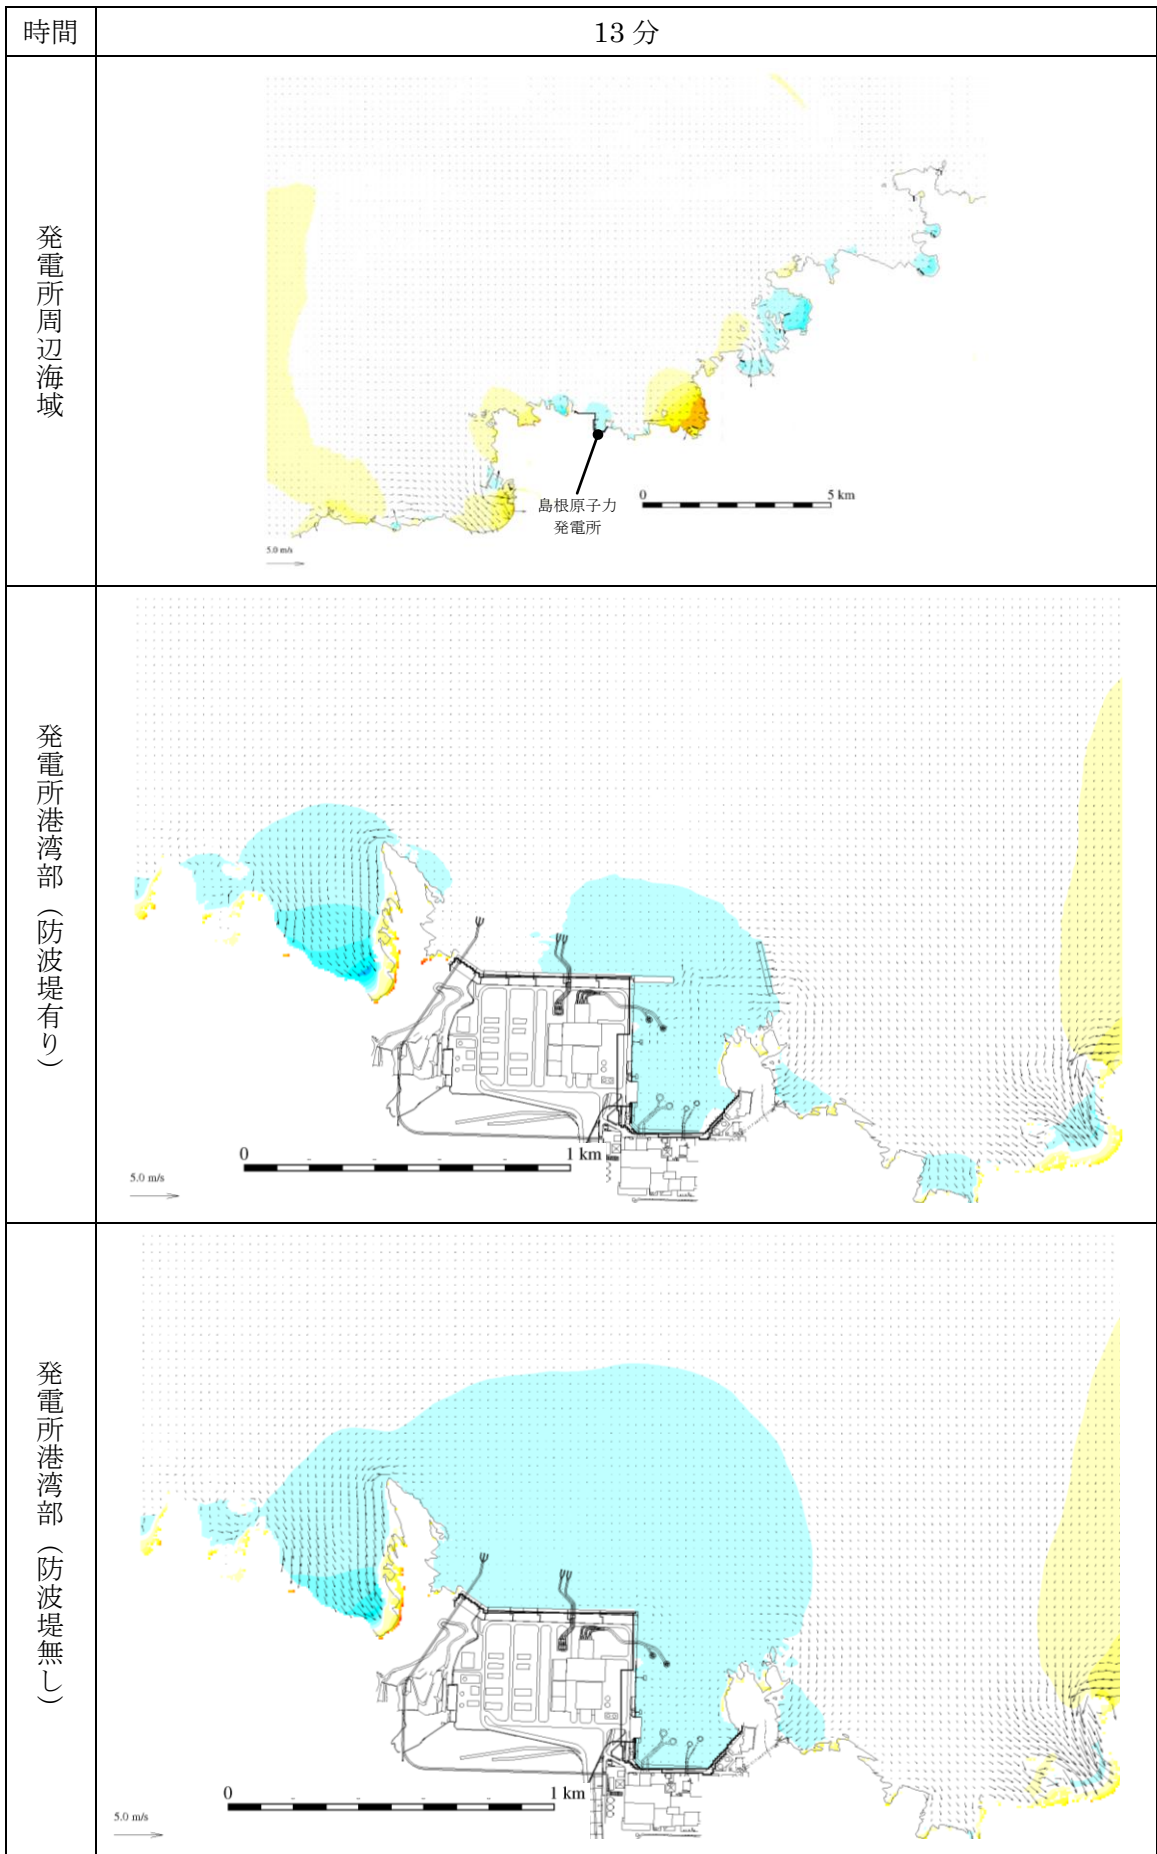 時間
13 分
発電所周辺海域
島根原子力
発電所
0
5 km
5.0 m/s
発電所港湾部（防波堤有り）
0
1 km
5.0 m/s
発電所港湾部（防波堤無し）
0
1 km
5.0 m/s